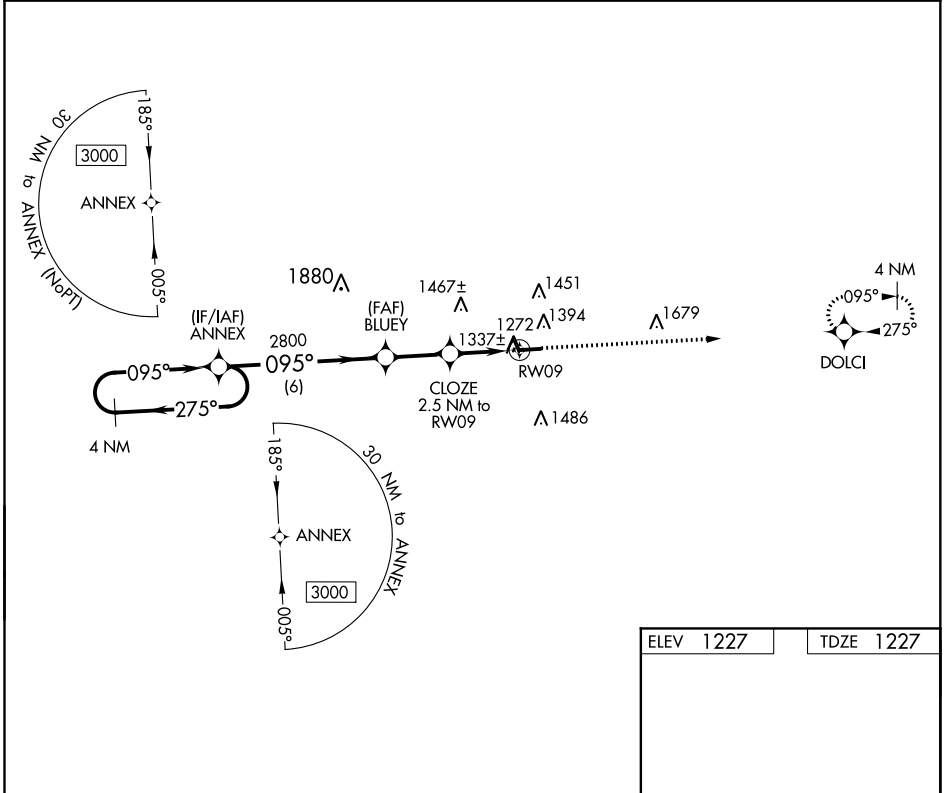 185°
30 NM to ANNEX (NoPT)
3000
ANNEX
005°
4 NM
1880
1467±
1451
095°
(IF/IAF)
ANNEX
(FAF)
BLUEY
1272
1394
1679
275°
2800
1337±
095°
095°
RW09
DOLCI
(6)
275°
CLOZE
2.5 NM to
RW09
1486
4 NM
185°
30 NM to ANNEX
ANNEX
3000
005°
ELEV 1227
TDZE 1227